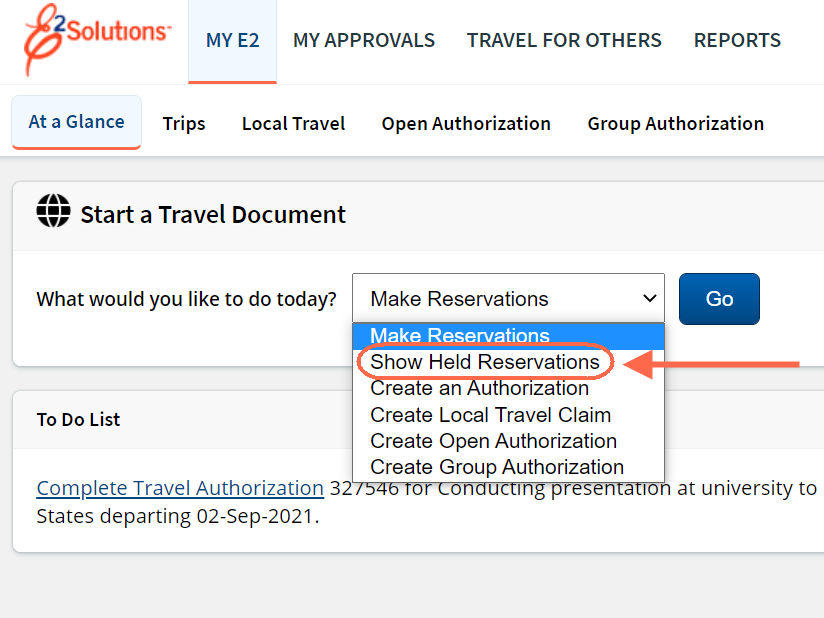 E2 Solutions™
MY E2
MY APPROVALS
TRAVEL FOR OTHERS
REPORTS
At a Glance
Trips
Local Travel
Open Authorization
Group Authorization
Start a Travel Document
What would you like to do today?
Make Reservations
Go
Make Reservations
Show Held Reservations
Create an Authorization
Create Local Travel Claim
Create Open Authorization
Create Group Authorization
To Do List
Complete Travel Authorization 327546 for Conducting presentation at university to
States departing 02-Sep-2021.